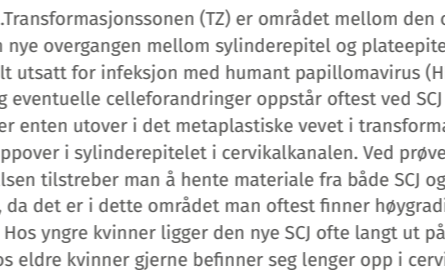 .Transformasjonssonen (TZ) er området mellom den
nye overgangen mellom sylinderepitel og plateepite
lt utsatt for infeksjon med humant papillomavirus (H
g eventuelle celleforandringer oppstår oftest ved SCJ
er enten utover i det metaplastiske vevet i transforma
ppover i sylinderepitelet i cervikalkanalen. Ved prøve
lsen tilstreber man å hente materiale fra både SCJ og
, da det er i dette området man oftest finner høygradi
Hos yngre kvinner ligger den nye SCJ ofte langt ut på
os eldre kvinner gjerne befinner seg lenger opp i cervi